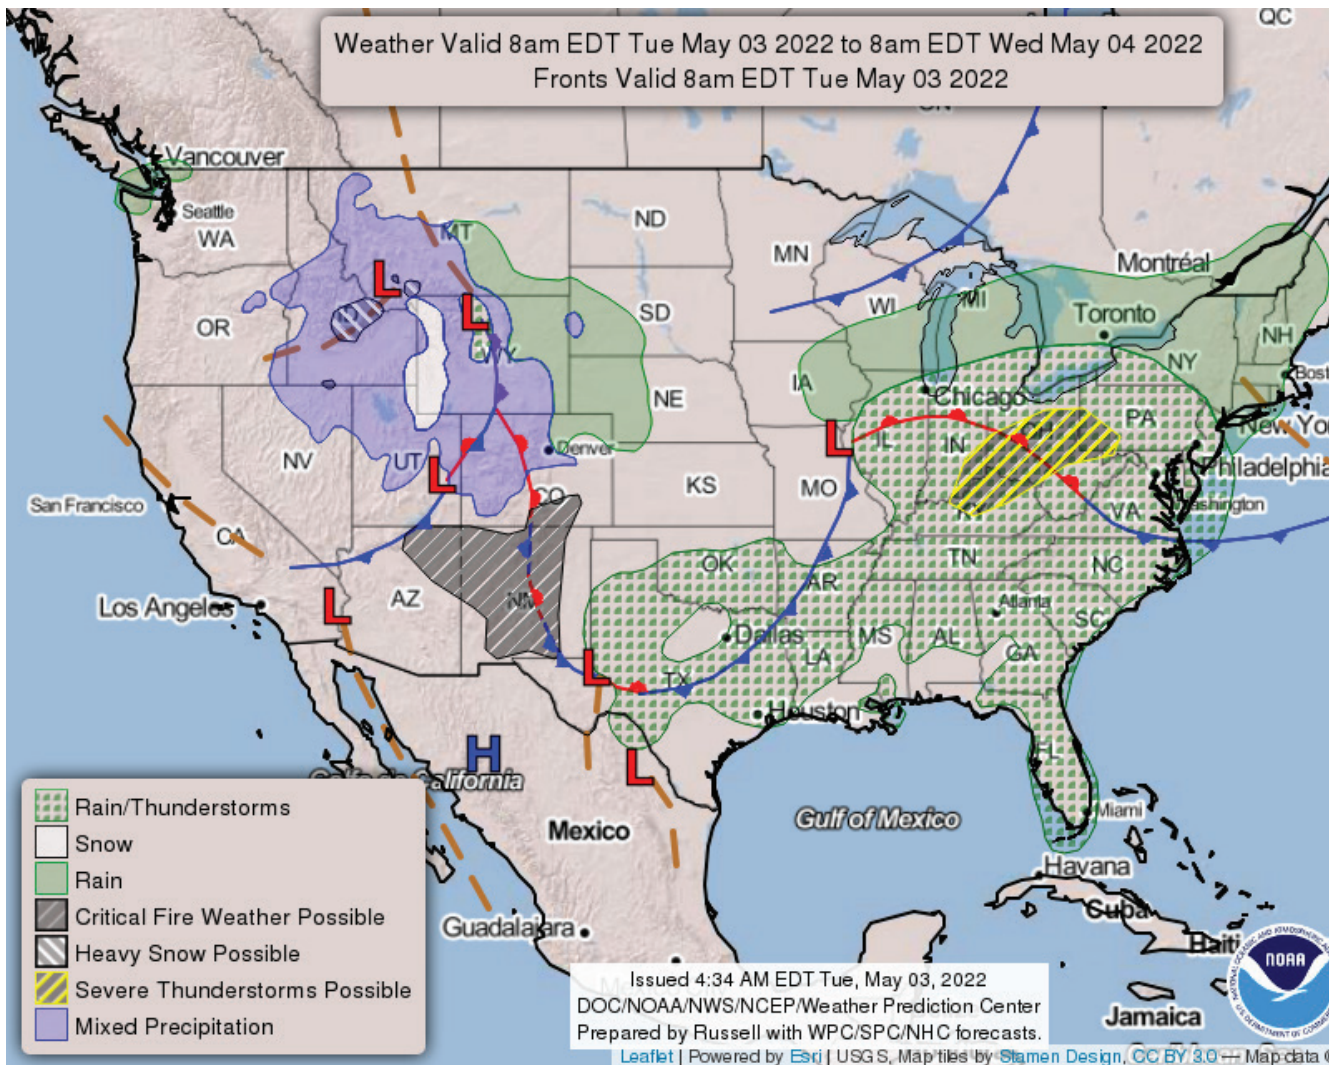 QC
Weather Valid 8am EDT Tue May 03 2022 to 8am EDT Wed May 04 2022
Fronts Valid 8am EDT Tue May 03 2022
Vancouver
Seattle
WA
MT
ND
MN
Montréal
OR
L
L
WY
SD
WI
MI
Toronto
NH
NY
IA
NE
Chicago
PA
Bost
New Yor
Denver
L
IL
IN
OH
NV
UT
L
CO
KS
MO
Philadelphia
VA
Washington
San Francisco
CA
OK
TN
NC
AZ
NM
AR
Atlanta
SC
Los Angeles
L
Dallas
MS
AL
GA
L
TX
LA
Houston
H
L
FL
Golfo de California
Miami
Mexico
Gulf of Mexico
Havana
Cuba
Guadalajara
Haiti
Jamaica
Rain/Thunderstorms
Snow
Rain
Critical Fire Weather Possible
Heavy Snow Possible
Severe Thunderstorms Possible
Mixed Precipitation
Issued 4:34 AM EDT Tue, May 03, 2022
DOC/NOAA/NWS/NCEP/Weather Prediction Center
Prepared by Russell with WPC/SPC/NHC forecasts.
NOAA
Leaflet | Powered by Esri | USGS, Map tiles by Stamen Design, CC BY 3.0 — Map data ©